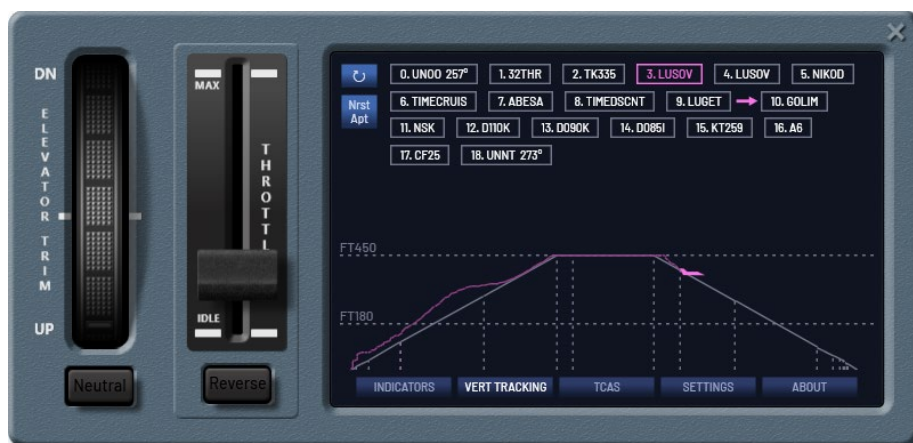 DN
ELEVATOR TRIM
UP
Neutral
MAX
THROTTL
IDLE
Reverse
Nrst
Apt
0. UNOO 257°
1. 32THR
2. TK335
3. LUSOV
4. LUSOV
5. NIKOD
6. TIMECRUIS
7. ABESA
8. TIMEDSCNT
9. LUGET
10. GOLIM
11. NSK
12. D110K
13. D090K
14. D085I
15. KT259
16. A6
17. CF25
18. UNNT 273°
FT450
FT180
INDICATORS
VERT TRACKING
TCAS
SETTINGS
ABOUT